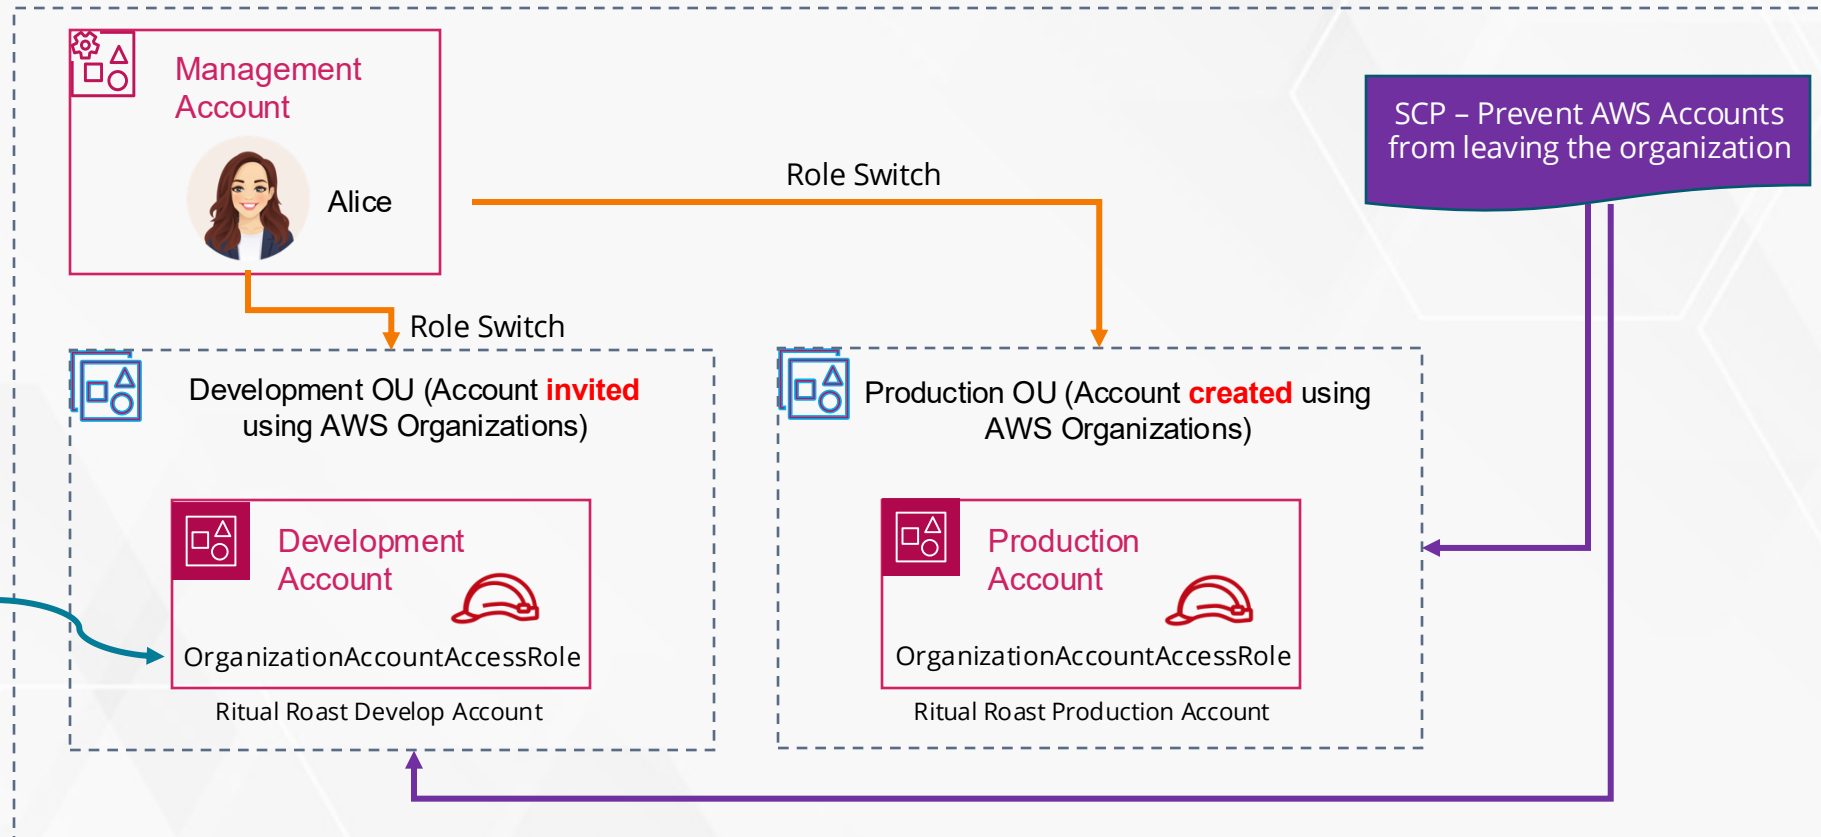 Management
Account
Alice
Role Switch
SCP – Prevent AWS Accounts
from leaving the organization
Role Switch
Development OU (Account invited
using AWS Organizations)
Production OU (Account created using
AWS Organizations)
Development
Account
OrganizationAccountAccessRole
Ritual Roast Develop Account
Production
Account
OrganizationAccountAccessRole
Ritual Roast Production Account